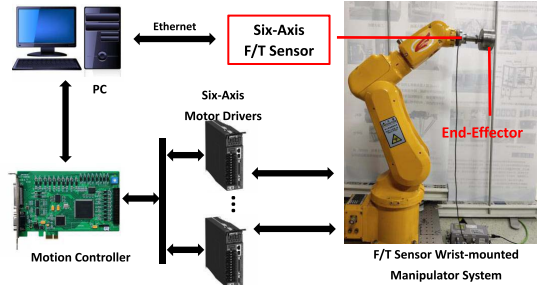 Ethernet
Six-Axis
F/T Sensor
PC
Six-Axis
Motor Drivers
End-Effector
Motion Controller
F/T Sensor Wrist-mounted
Manipulator System